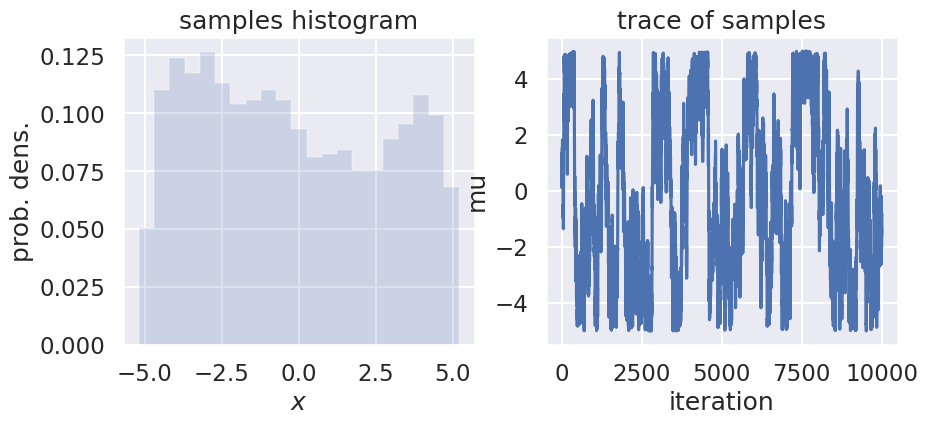 samples histogram
0.125
0.100
0.075
0.050
0.025
0.000
prob. dens.
−5.0 −2.5 0.0 2.5 5.0
x
trace of samples
4
2
0
−2
−4
mu
0 2500 5000 7500 10000
iteration